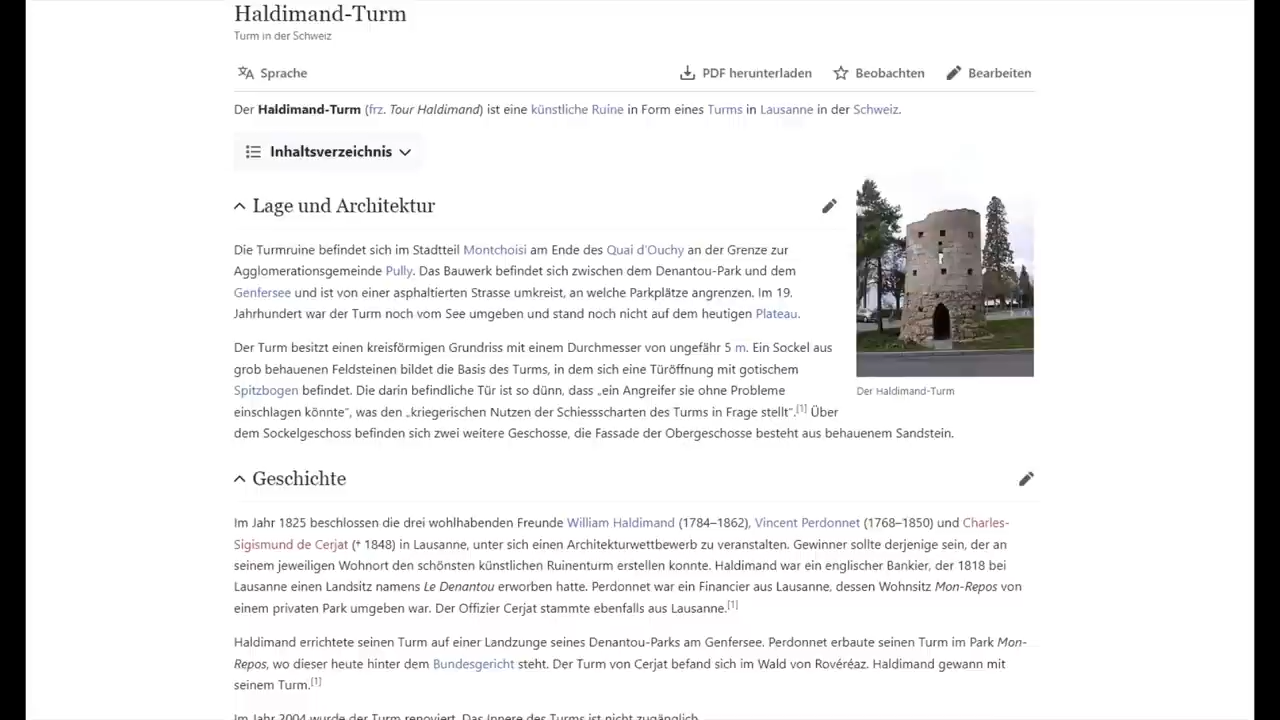 Haldimand-Turm
Turm in der Schweiz
Sprache
PDF herunterladen
Beobachten
Bearbeiten
Der Haldimand-Turm (frz. Tour Haldimand) ist eine künstliche Ruine in Form eines Turms in Lausanne in der Schweiz.
Inhaltsverzeichnis
Lage und Architektur
Die Turmruine befindet sich im Stadtteil Montchoisi am Ende des Quai d'Ouchy an der Grenze zur
Agglomerationsgemeinde Pully. Das Bauwerk befindet sich zwischen dem Denantou-Park und dem
Genfersee und ist von einer asphaltierten Strasse umkreist, an welche Parkplätze angrenzen. Im 19.
Jahrhundert war der Turm noch vom See umgeben und stand noch nicht auf dem heutigen Plateau.
Der Turm besitzt einen kreisförmigen Grundriss mit einem Durchmesser von ungefähr 5 m. Ein Sockel aus
grob behauenen Feldsteinen bildet die Basis des Turms, in dem sich eine Türöffnung mit gotischem
Spitzbogen befindet. Die darin befindliche Tür ist so dünn, dass „ein Angreifer sie ohne Probleme
einschlagen könnte“, was den „kriegerischen Nutzen der Schiessscharten des Turms in Frage stellt“.[1] Über
dem Sockelgeschoss befinden sich zwei weitere Geschosse, die Fassade der Obergeschosse besteht aus behauenem Sandstein.
Der Haldimand-Turm
Geschichte
Im Jahr 1825 beschlossen die drei wohlhabenden Freunde William Haldimand (1784–1862), Vincent Perdonnet (1768–1850) und Charles-
Sigismund de Cerjat († 1848) in Lausanne, unter sich einen Architekturwettbewerb zu veranstalten. Gewinner sollte derjenige sein, der an
seinem jeweiligen Wohnort den schönsten künstlichen Ruinenturm erstellen konnte. Haldimand war ein englischer Bankier, der 1818 bei
Lausanne einen Landsitz namens Le Denantou erworben hatte. Perdonnet war ein Financier aus Lausanne, dessen Wohnsitz Mon-Repos von
einem privaten Park umgeben war. Der Offizier Cerjat stammte ebenfalls aus Lausanne.[1]
Haldimand errichtete seinen Turm auf einer Landzunge seines Denantou-Parks am Genfersee. Perdonnet erbaute seinen Turm im Park Mon-
Repos, wo dieser heute hinter dem Bundesgericht steht. Der Turm von Cerjat befand sich im Wald von Rovéréaz. Haldimand gewann mit
seinem Turm.[1]
Im Jahr 2004 wurde der Turm renoviert. Das Innere des Turms ist nicht zugänglich.